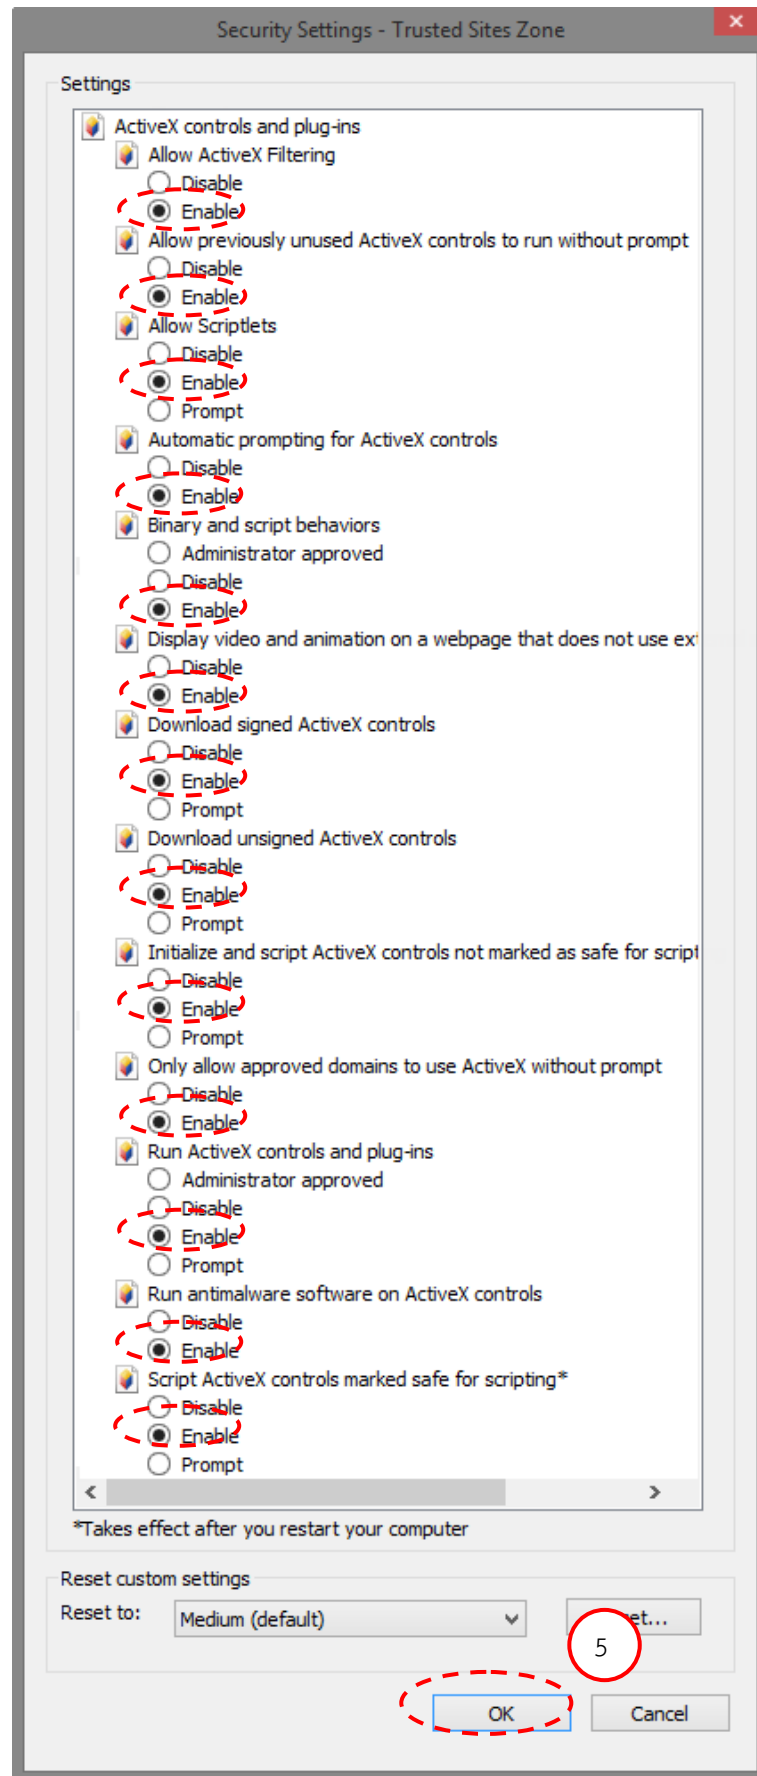 Security Settings - Trusted Sites Zone
Settings
ActiveX controls and plug-ins
Allow ActiveX Filtering
Disable
Enable
Allow previously unused ActiveX controls to run without prompt
Disable
Enable
Allow Scriptlets
Disable
Enable
Prompt
Automatic prompting for ActiveX controls
Disable
Enable
Binary and script behaviors
Administrator approved
Disable
Enable
Display video and animation on a webpage that does not use ext
Disable
Enable
Download signed ActiveX controls
Disable
Enable
Prompt
Download unsigned ActiveX controls
Disable
Enable
Prompt
Initialize and script ActiveX controls not marked as safe for script
Disable
Enable
Prompt
Only allow approved domains to use ActiveX without prompt
Disable
Enable
Run ActiveX controls and plug-ins
Administrator approved
Disable
Enable
Prompt
Run antimalware software on ActiveX controls
Disable
Enable
Script ActiveX controls marked safe for scripting*
Disable
Enable
Prompt
*Takes effect after you restart your computer
Reset custom settings
Reset to: Medium (default)
5
OK Cancel